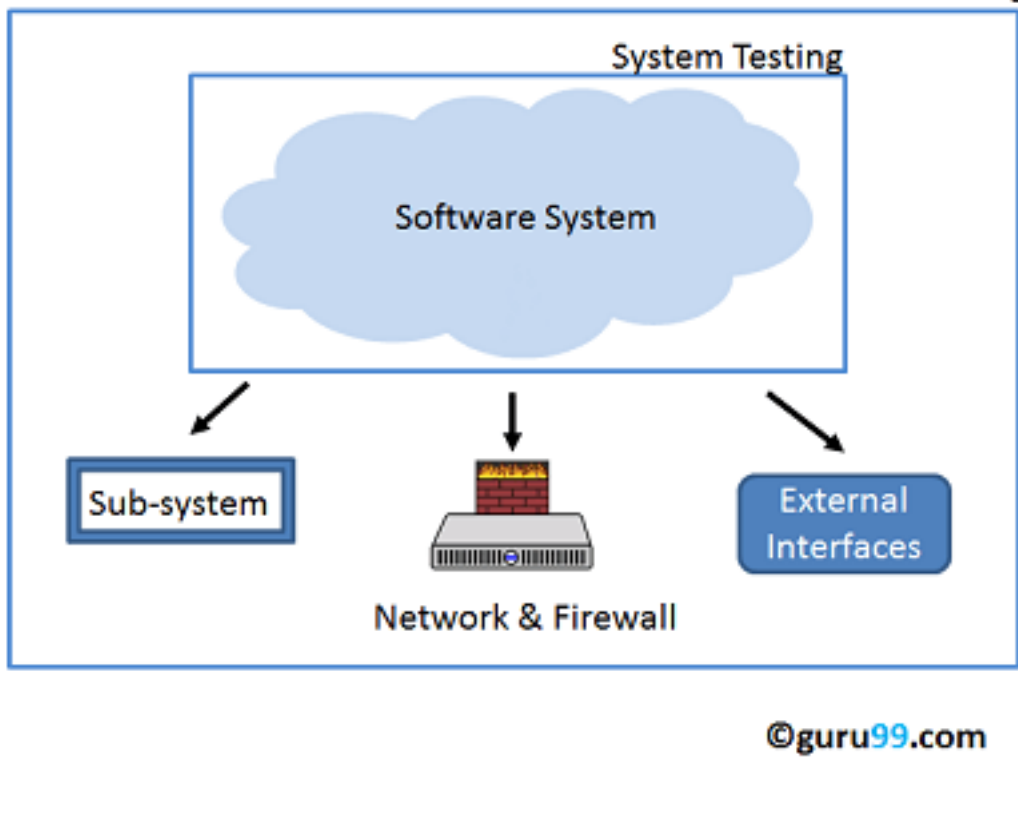 System Testing
Software System
Sub-system
External
Interfaces
Network & Firewall
©guru99.com